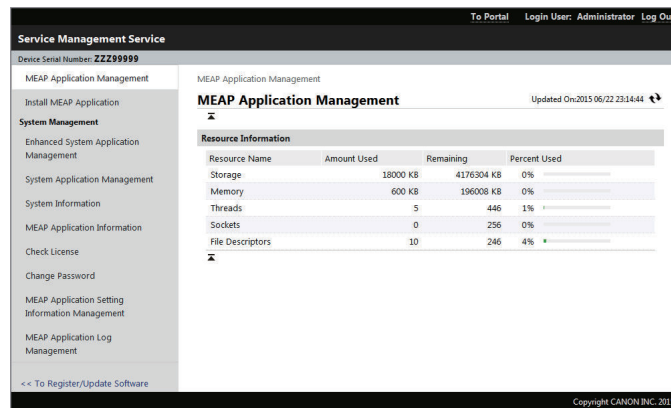 To Portal Login User: Administrator Log Ou
Service Management Service
Device Serial Number: ZZZ99999
MEAP Application Management
Install MEAP Application
System Management
Enhanced System Application
Management
System Application Management
System Information
MEAP Application Information
Check License
Change Password
MEAP Application Setting
Information Management
MEAP Application Log
Management
<< To Register/Update Software
MEAP Application Management
MEAP Application Management
Updated On:2015 06/22 23:14:44
Resource Information
Resource Name Amount Used Remaining Percent Used
Storage 18000 KB 4176304 KB 0%
Memory 600 KB 196008 KB 0%
Threads 5 446 1%
Sockets 0 256 0%
File Descriptors 10 246 4%
Copyright CANON INC. 201